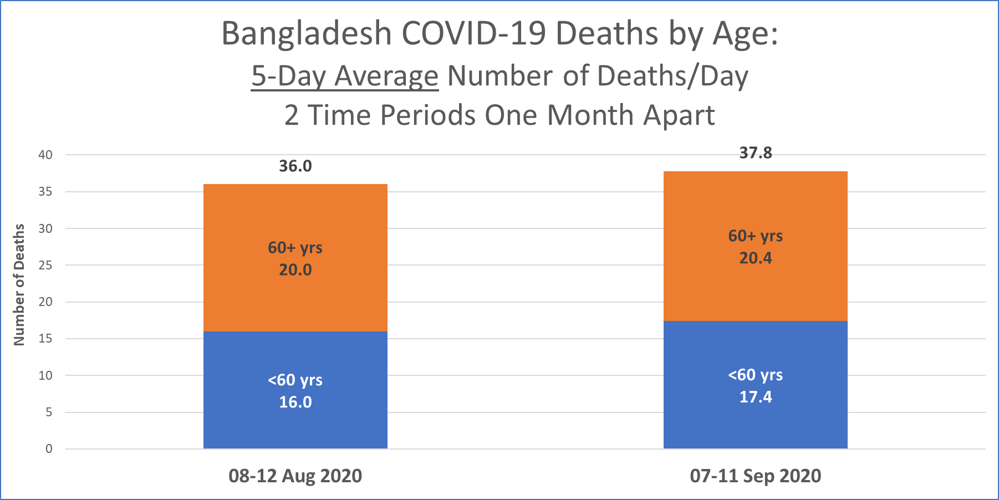 Bangladesh COVID-19 Deaths by Age:
5-Day Average Number of Deaths/Day
2 Time Periods One Month Apart
Number of Deaths
40
35
30
25
20
15
10
5
0
36.0
60+ yrs
20.0
<60 yrs
16.0
37.8
60+ yrs
20.4
<60 yrs
17.4
08-12 Aug 2020
07-11 Sep 2020